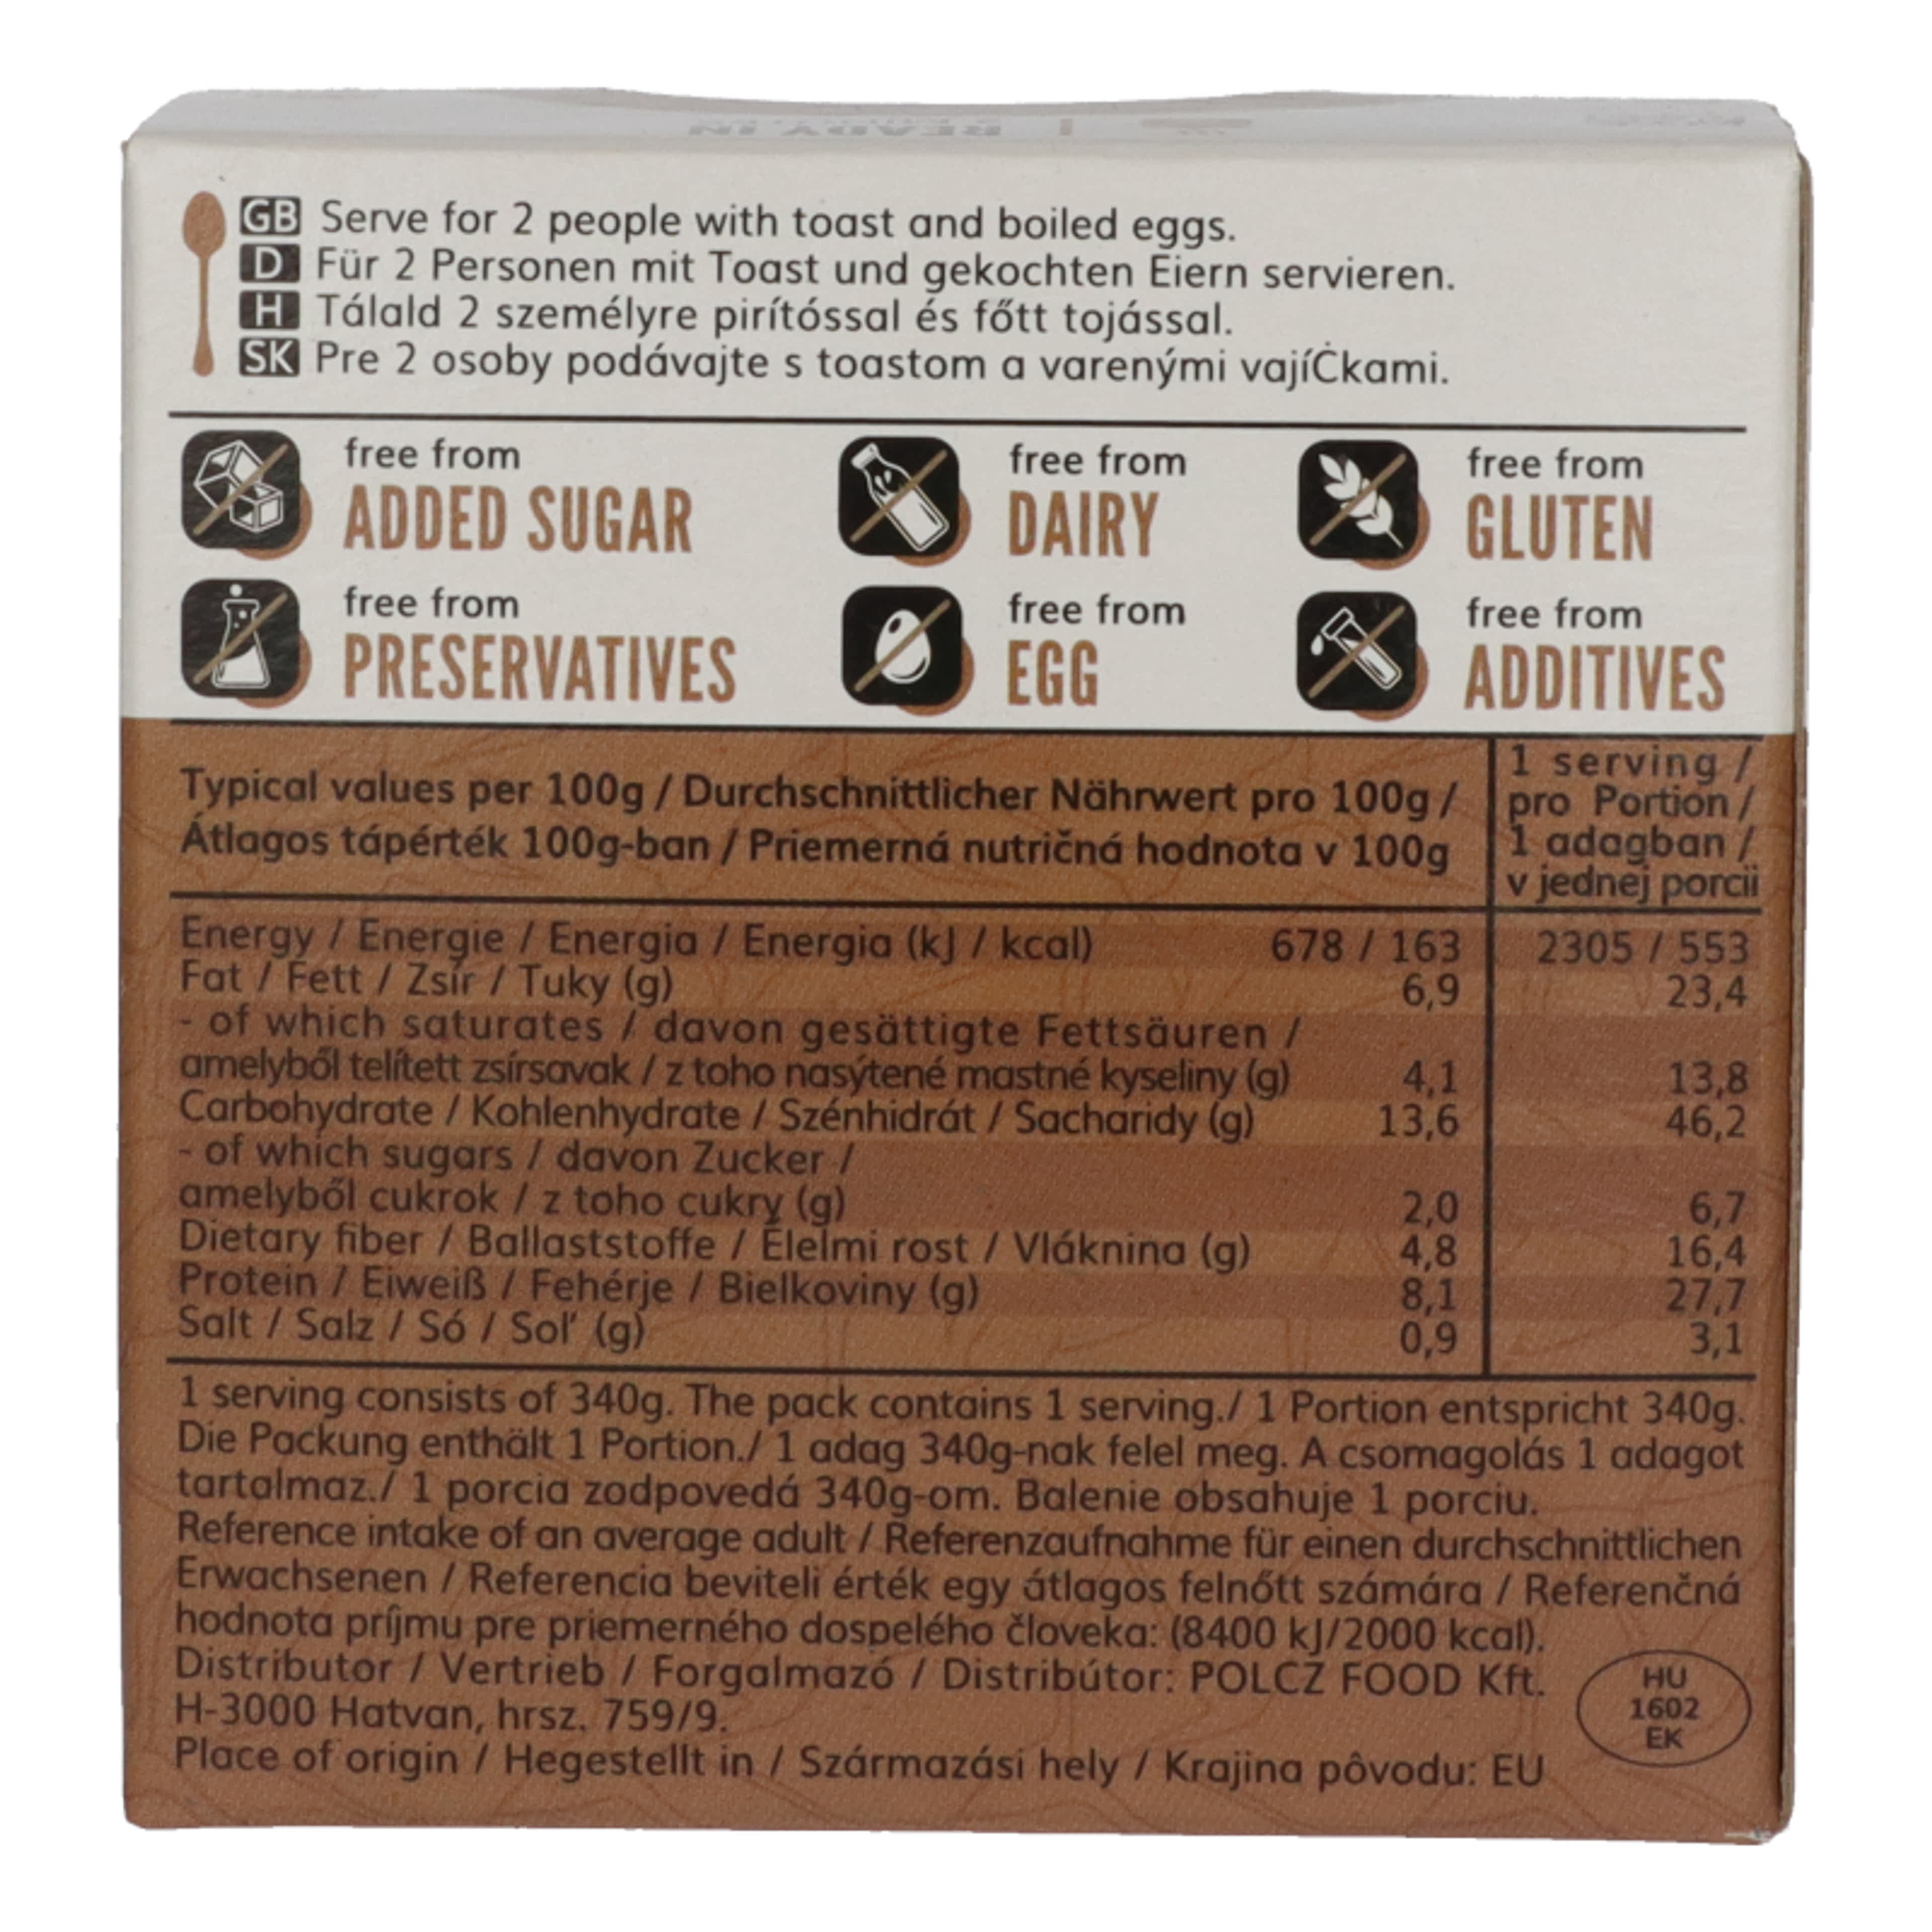 READY IN
GB Serve for 2 people with toast and boiled eggs.
D Für 2 Personen mit Toast und gekochten Eiern servieren.
H Tálald 2 személyre pirítóssal és főtt tojással.
SK Pre 2 osoby podávajte s toastom a varenými vajíČkami.
free from
ADDED SUGAR
free from
DAIRY
free from
GLUTEN
free from
PRESERVATIVES
free from
EGG
free from
ADDITIVES
Typical values per 100g / Durchschnittlicher Nährwert pro 100g /
Átlagos tápérték 100g-ban / Priemerná nutričná hodnota v 100g
1 serving /
pro Portion /
1 adagban /
v jednej porcii
Energy / Energie / Energia / Energia (kJ / kcal) 678 / 163 2305 / 553
Fat / Fett / Zsír / Tuky (g) 6,9 23,4
- of which saturates / davon gesättigte Fettsäuren /
amelyből telített zsírsavak / z toho nasýtené mastné kyseliny (g) 4,1 13,8
Carbohydrate / Kohlenhydrate / Szénhidrát / Sacharidy (g) 13,6 46,2
- of which sugars / davon Zucker /
amelyből cukrok / z toho cukry (g) 2,0 6,7
Dietary fiber / Ballaststoffe / Élelmi rost / Vláknina (g) 4,8 16,4
Protein / Eiweiß / Fehérje / Bielkoviny (g) 8,1 27,7
Salt / Salz / Só / Soľ (g) 0,9 3,1
1 serving consists of 340g. The pack contains 1 serving./ 1 Portion entspricht 340g.
Die Packung enthält 1 Portion./ 1 adag 340g-nak felel meg. A csomagolás 1 adagot
tartalmaz./ 1 porcia zodpovedá 340g-om. Balenie obsahuje 1 porciu.
Reference intake of an average adult / Referenzaufnahme für einen durchschnittlichen
Erwachsenen / Referencia beviteli érték egy átlagos felnőtt számára / Referenčná
hodnota príjmu pre priemerného dospelého človeka: (8400 kJ/2000 kcal).
Distributor / Vertrieb / Forgalmazó / Distribútor: POLCZ FOOD Kft.
H-3000 Hatvan, hrsz. 759/9.
Place of origin / Hegestellt in / Származási hely / Krajina pôvodu: EU
HU
1602
EK